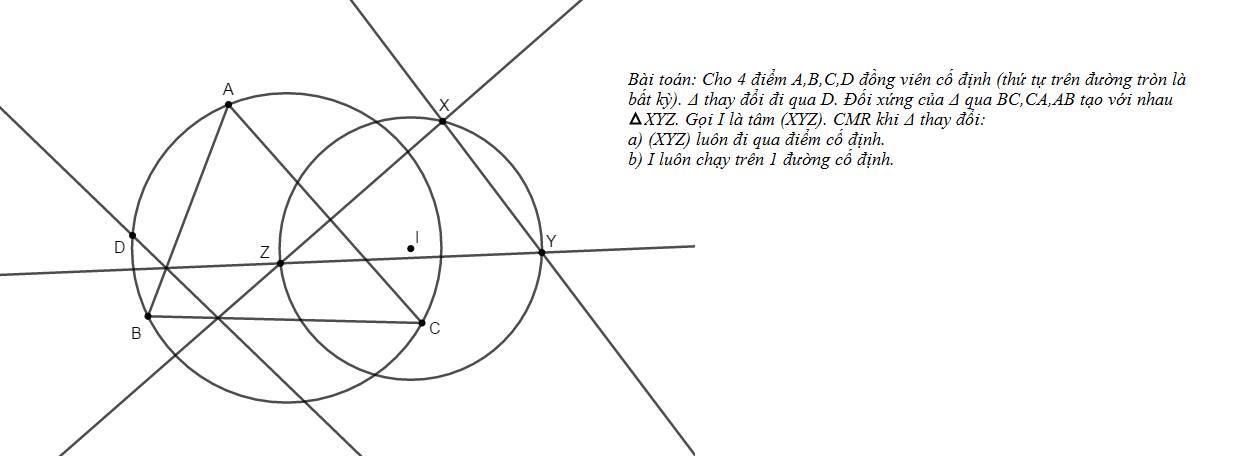 A
X
Bài toán: Cho 4 điểm A,B,C,D đồng viên cố định (thứ tự trên đường tròn là
bất kỳ). Δ thay đổi đi qua D. Đối xứng của Δ qua BC,CA,AB tạo với nhau
▲XYZ. Gọi I là tâm (XYZ). CMR khi Δ thay đổi:
a) (XYZ) luôn đi qua điểm cố định.
b) I luôn chạy trên 1 đường cố định.
D
Z
I
Y
B
C